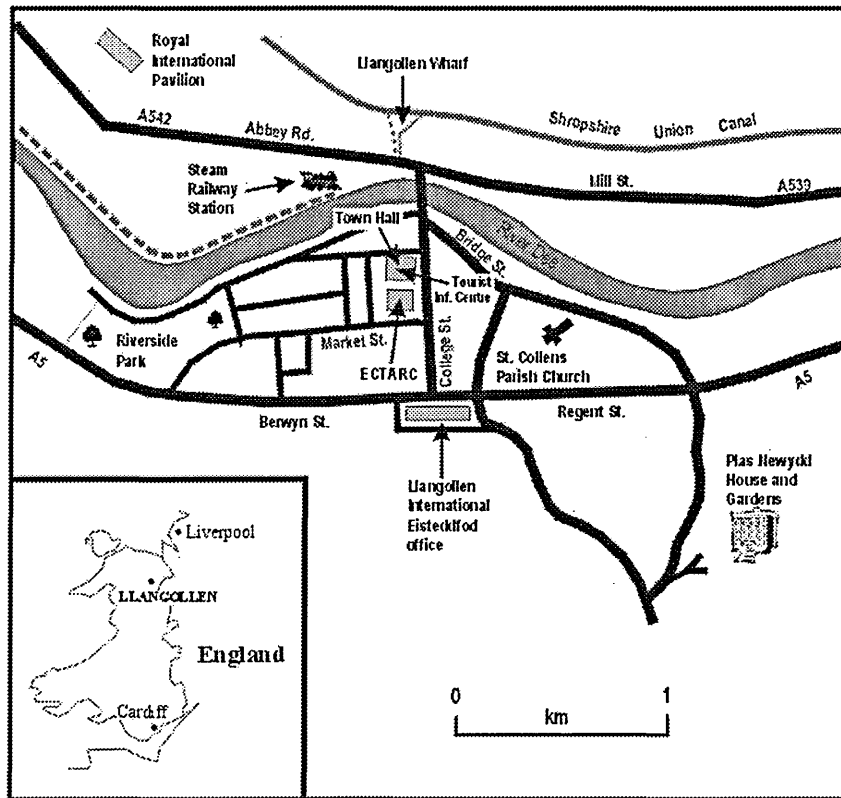 Royal
International
Pavilion
Llangollen Wharf
A542
Abbey Rd.
Shropshire Union Canal
Steam
Railway
Station
Mill St.
A539
Town Hall
River Dee
Bridge St.
Tourist
Inf. Centre
Riverside
Park
Market St.
College St.
St. Collens
Parish Church
A5
ECTARC
A5
Berwyn St.
Regent St.
Llangollen
International
Eisteddfod
office
Plas Newydd
House and
Gardens
Liverpool
LLANGOLLEN
England
Cardiff
0 1
km